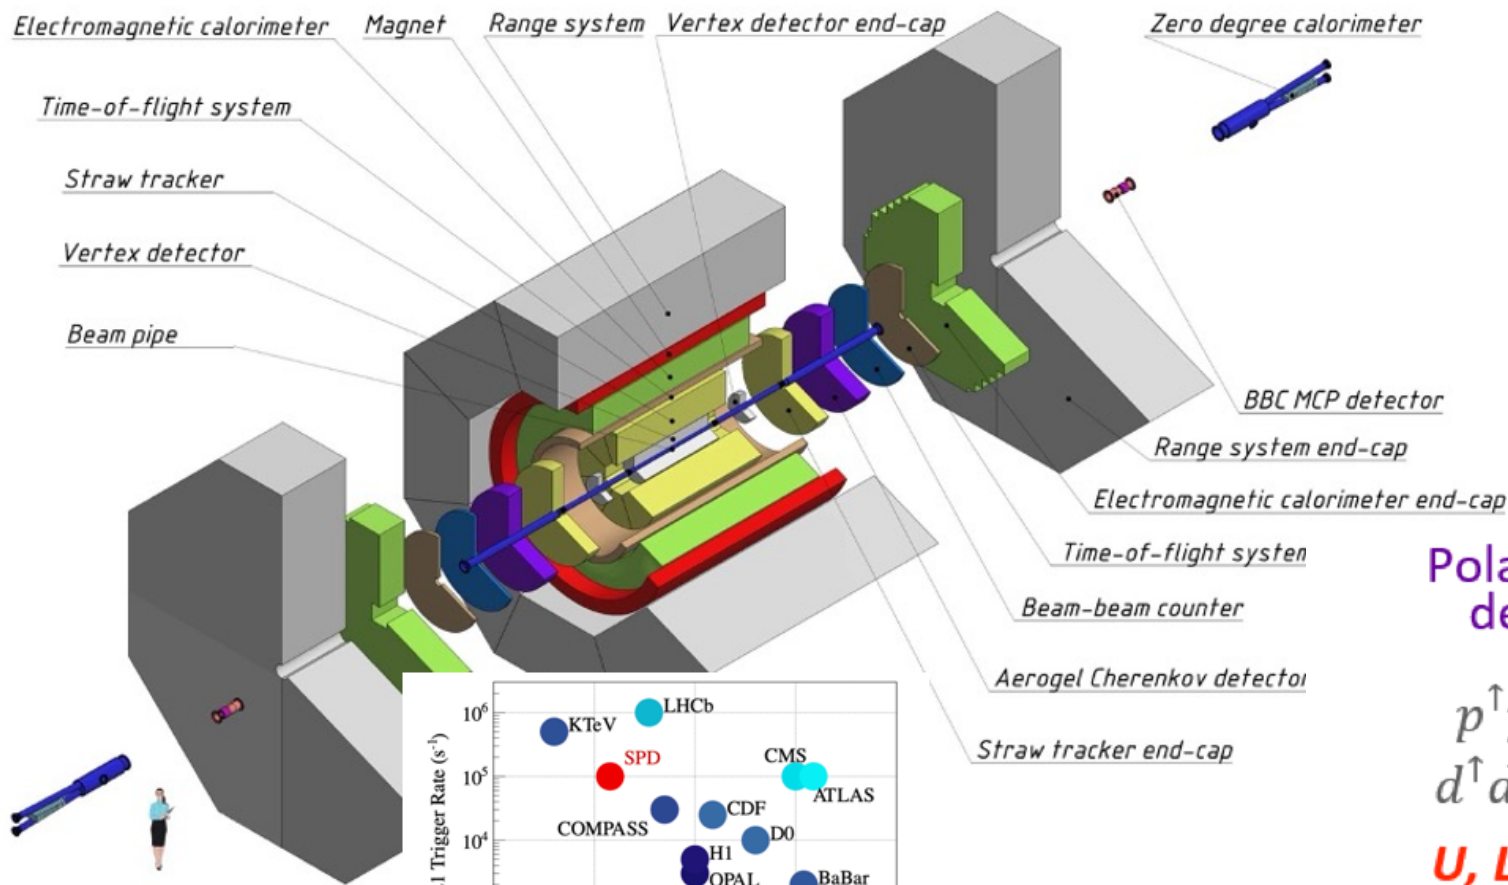 Electromagnetic calorimeter
Magnet
Range system
Vertex detector end-cap
Zero degree calorimeter
Time-of-flight system
Straw tracker
Vertex detector
Beam pipe
BBC MCP detector
Range system end-cap
Electromagnetic calorimeter end-cap
Time-of-flight system
Beam-beam counter
Aerogel Cherenkov detector
Straw tracker end-cap
Pola
de
p↑
d↑d
U, L
Trigger Rate (s⁻¹)
10⁶
10⁵
10⁴
KTeV
LHCb
SPD
CMS
ATLAS
COMPASS
CDF
D0
H1
OPAL
BaBar